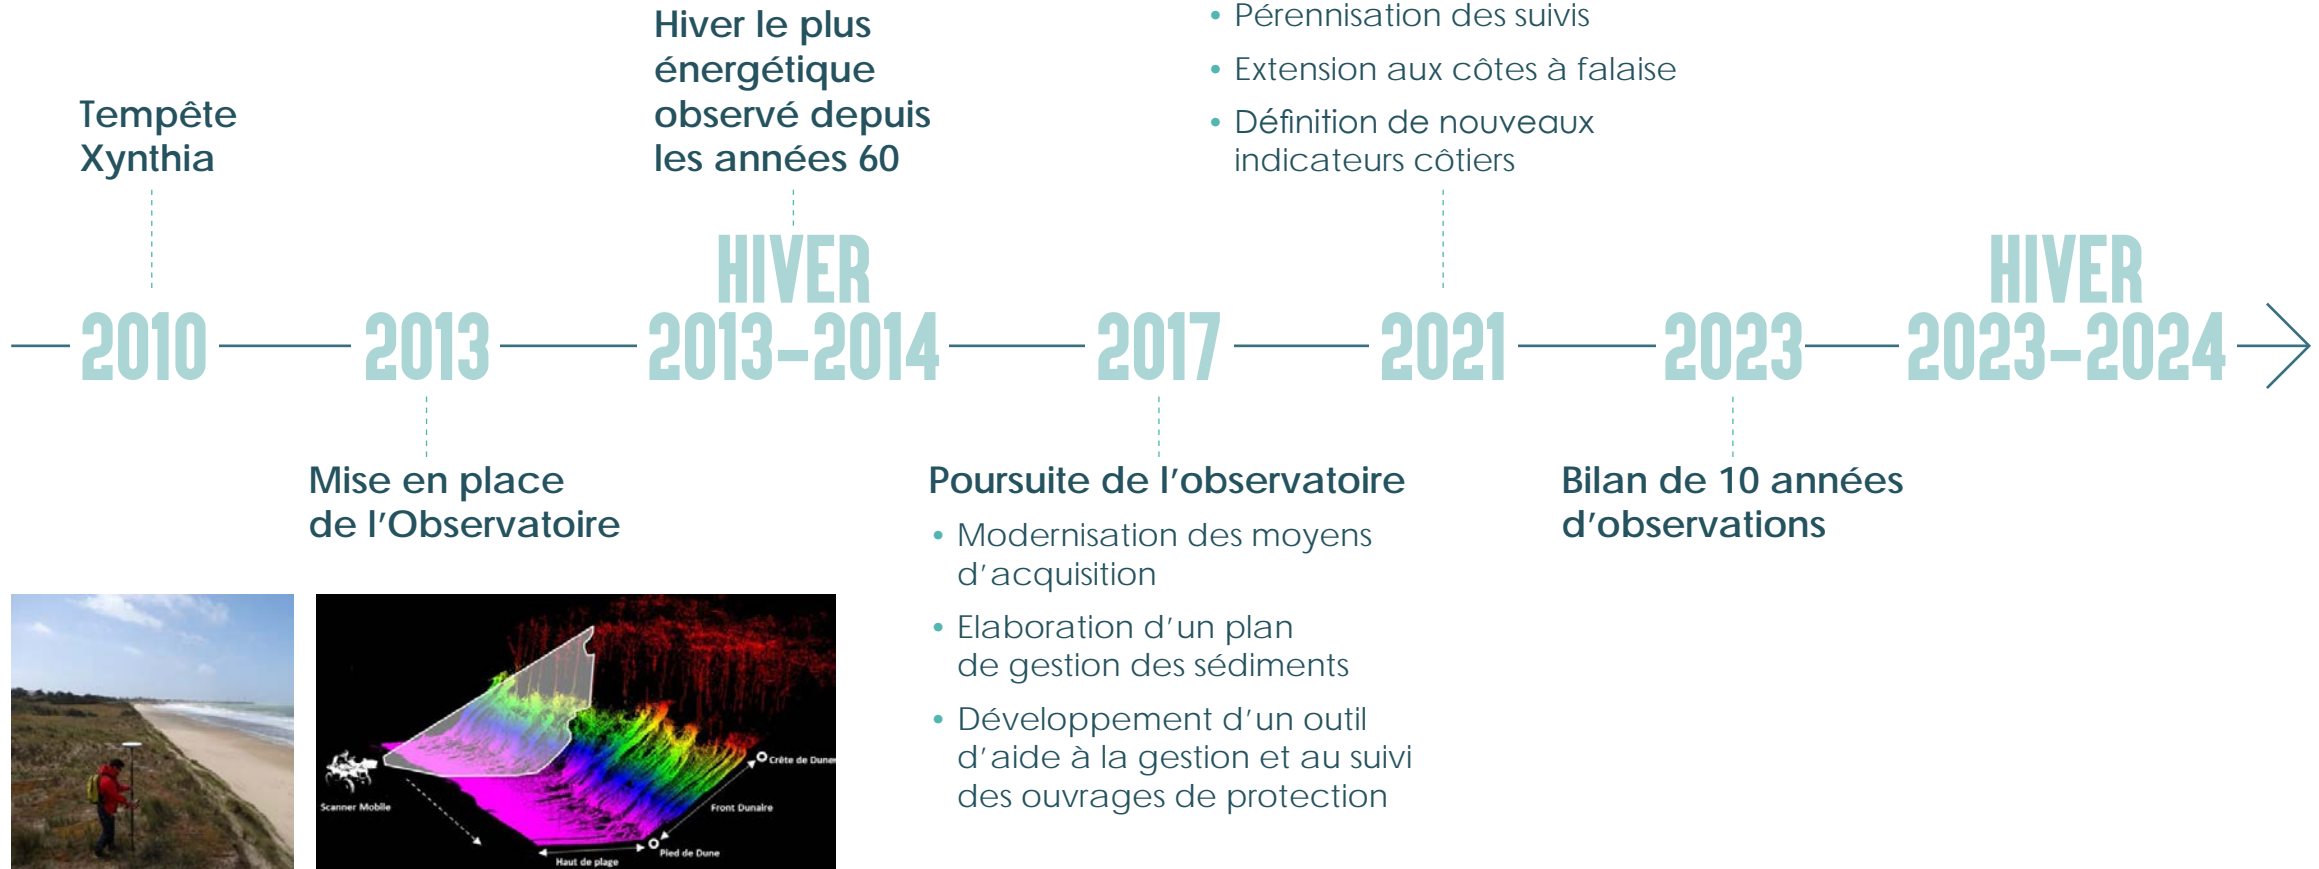 Tempête
Xynthia
Hiver le plus
énergétique
observé depuis
les années 60
• Pérennisation des suivis
• Extension aux côtes à falaise
• Définition de nouveaux
indicateurs côtiers
2010
2013
HIVER
2013–2014
2017
2021
2023
HIVER
2023–2024
Mise en place
de l’Observatoire
Poursuite de l’observatoire
• Modernisation des moyens
d’acquisition
• Elaboration d’un plan
de gestion des sédiments
• Développement d’un outil
d’aide à la gestion et au suivi
des ouvrages de protection
Bilan de 10 années
d’observations
Scanner Mobile
Crête de Dune
Front Dunaire
Pied de Dune
Haut de plage